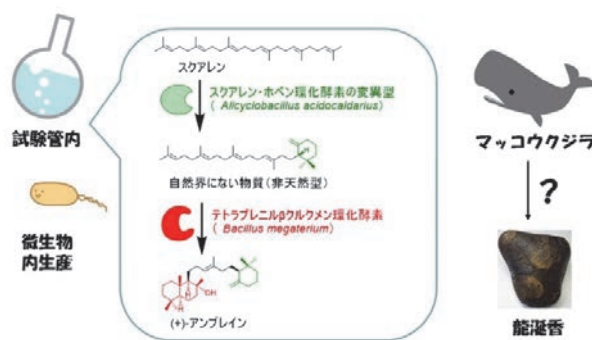 試験管内
微生物
内生産
スクアレン
スクアレン・ホペン環化酵素の変異型
(Alicyclobacillus acidocaldarius)
H
自然界にない物質(非天然型)
テトラプレニルβクルクメン環化酵素
(Bacillus megaterium)
OH
H
H
(+)-アンブレイン
マッコウクジラ
?
龍涎香